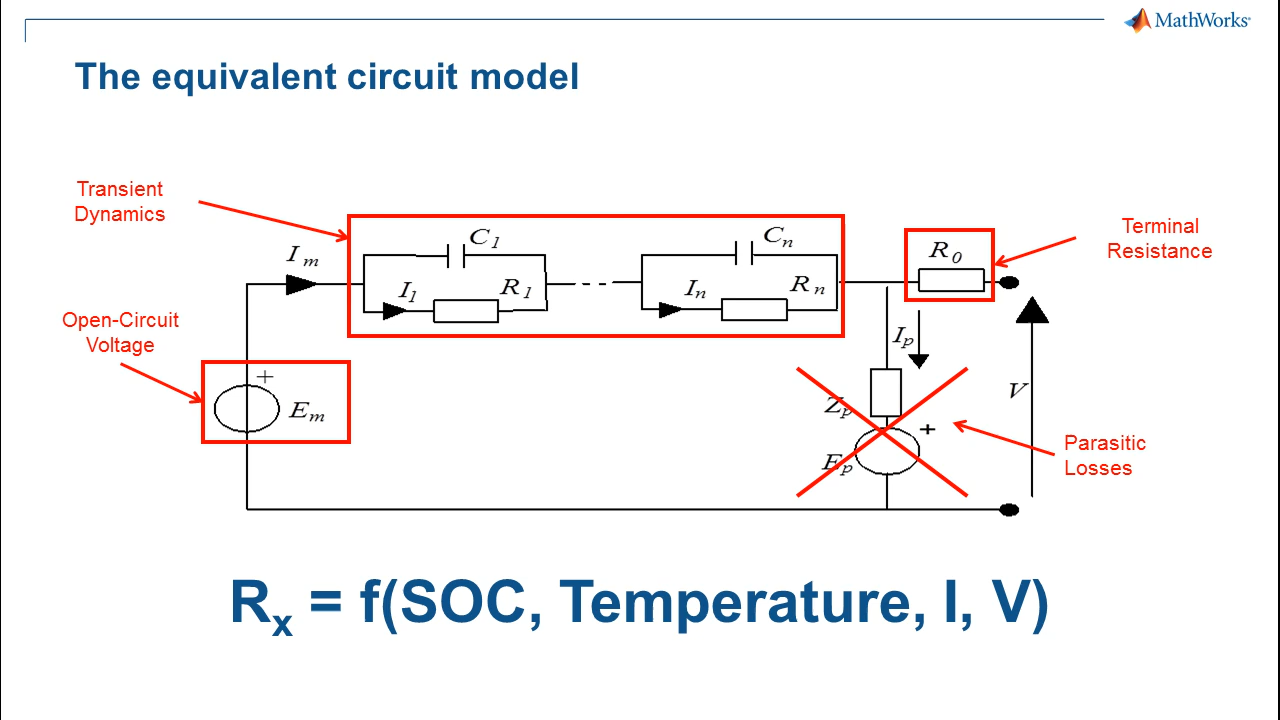 MathWorks®
The equivalent circuit model
Transient
Dynamics
Terminal
Resistance
C1
Cn
R0
Im
I1
R1
In
Rn
Open-Circuit
Voltage
Ip
+
Em
V
Zp
+
Parasitic
Losses
Ep
Rx = f(SOC, Temperature, I, V)